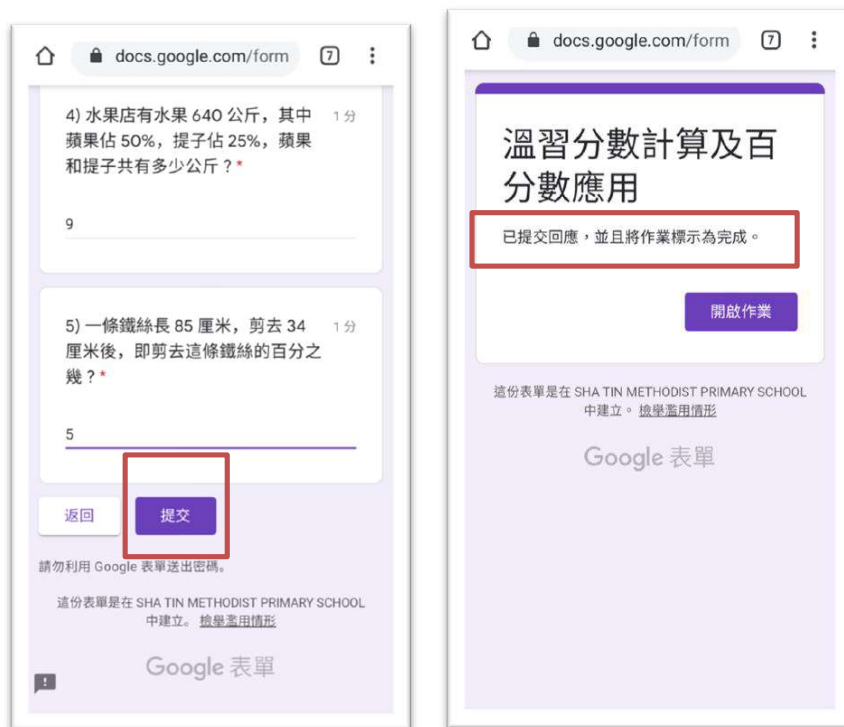 docs.google.com/form
7
4) 水果店有水果 640 公斤，其中
1 分
蘋果佔 50%，提子佔 25%，蘋果
和提子共有多少公斤？*
9
5) 一條鐵絲長 85 厘米，剪去 34
1 分
厘米後，即剪去這條鐵絲的百分之
幾？*
5
返回
提交
請勿利用 Google 表單送出密碼。
這份表單是在 SHA TIN METHODIST PRIMARY SCHOOL
中建立。 檢舉濫用情形
Google 表單
docs.google.com/form
7
溫習分數計算及百
分數應用
已提交回應，並且將作業標示為完成。
開啟作業
這份表單是在 SHA TIN METHODIST PRIMARY SCHOOL
中建立。 檢舉濫用情形
Google 表單